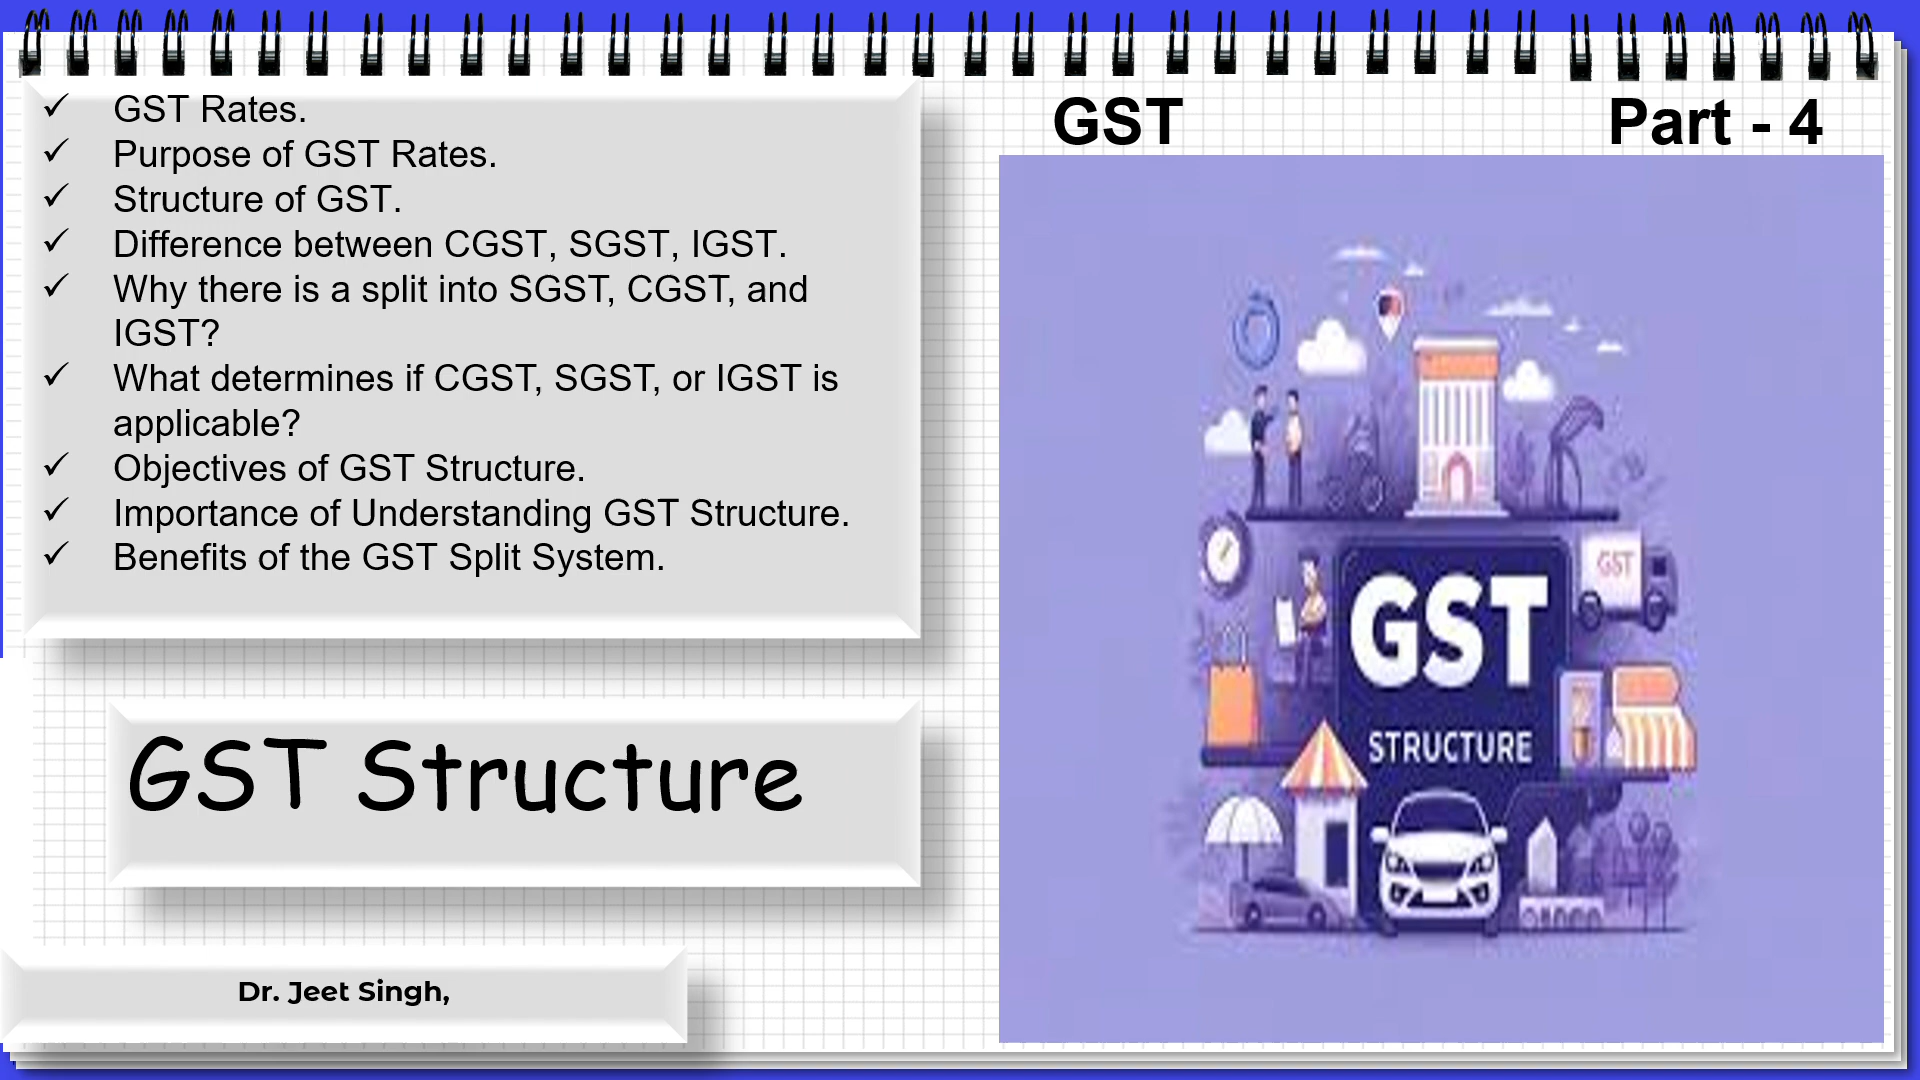 GST Rates.
Purpose of GST Rates.
Structure of GST.
Difference between CGST, SGST, IGST.
Why there is a split into SGST, CGST, and
IGST?
What determines if CGST, SGST, or IGST is
applicable?
Objectives of GST Structure.
Importance of Understanding GST Structure.
Benefits of the GST Split System.
GST Structure
Dr. Jeet Singh,
GST Part - 4
GST
GST
STRUCTURE